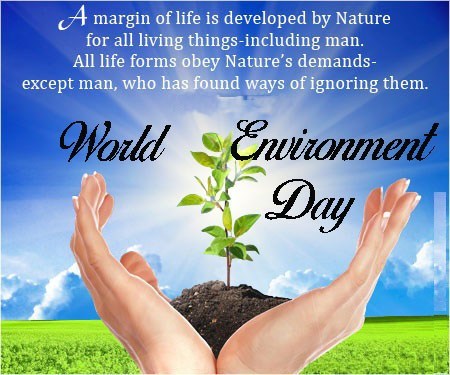 A margin of life is developed by Nature
for all living things-including man.
All life forms obey Nature's demands-
except man, who has found ways of ignoring them.
World Environment
Day